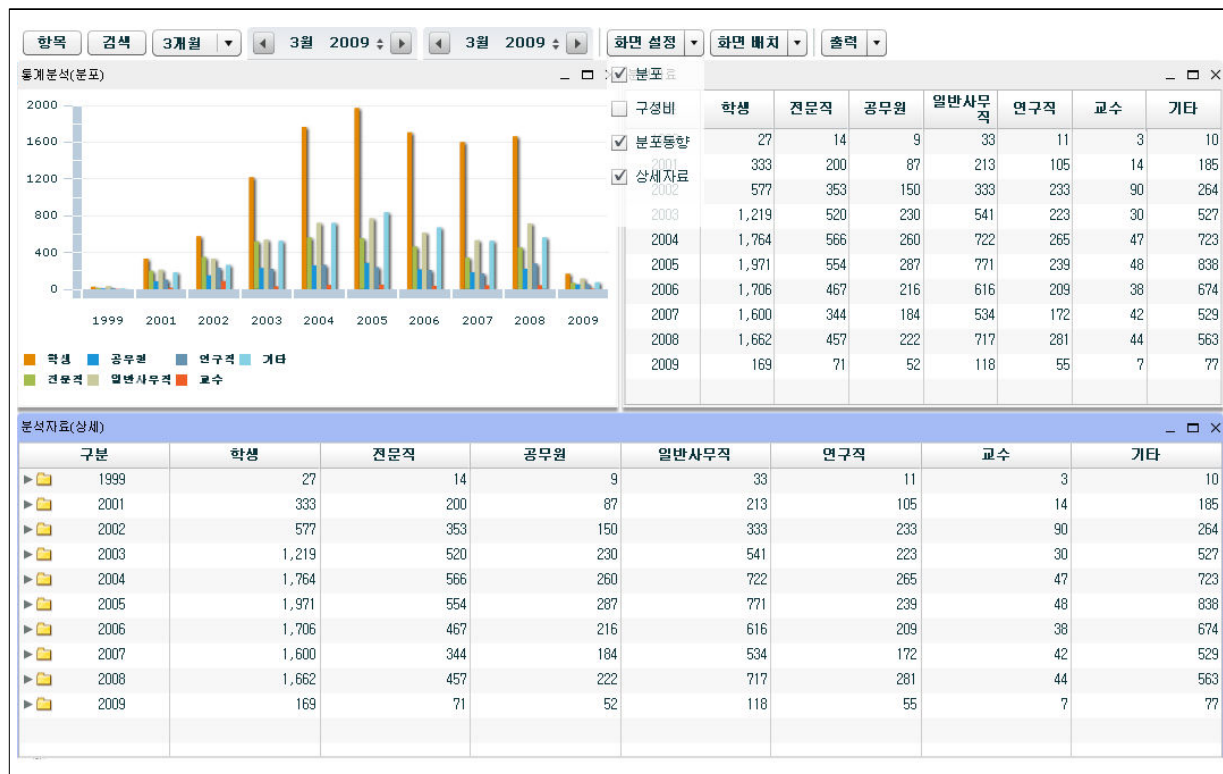 항목 검색 3개월 3월 2009 3월 2009 화면 설정 화면 배치 출력
통계분석(분포)
2000
1600
1200
800
400
0
1999 2001 2002 2003 2004 2005 2006 2007 2008 2009
학생 공무원 연구직 기타
전문직 일반사무직 교수
분포
구성비
분포동향
상세자료
학생 전문직 공무원 일반사무직 연구직 교수 기타
27 14 9 33 11 3 10
2001 333 200 87 213 105 14 185
2002 577 353 150 333 233 90 264
2003 1,219 520 230 541 223 30 527
2004 1,764 566 260 722 265 47 723
2005 1,971 554 287 771 239 48 838
2006 1,706 467 216 616 209 38 674
2007 1,600 344 184 534 172 42 529
2008 1,662 457 222 717 281 44 563
2009 169 71 52 118 55 7 77
분석자료(상세)
구분 학생 전문직 공무원 일반사무직 연구직 교수 기타
1999 27 14 9 33 11 3 10
2001 333 200 87 213 105 14 185
2002 577 353 150 333 233 90 264
2003 1,219 520 230 541 223 30 527
2004 1,764 566 260 722 265 47 723
2005 1,971 554 287 771 239 48 838
2006 1,706 467 216 616 209 38 674
2007 1,600 344 184 534 172 42 529
2008 1,662 457 222 717 281 44 563
2009 169 71 52 118 55 7 77